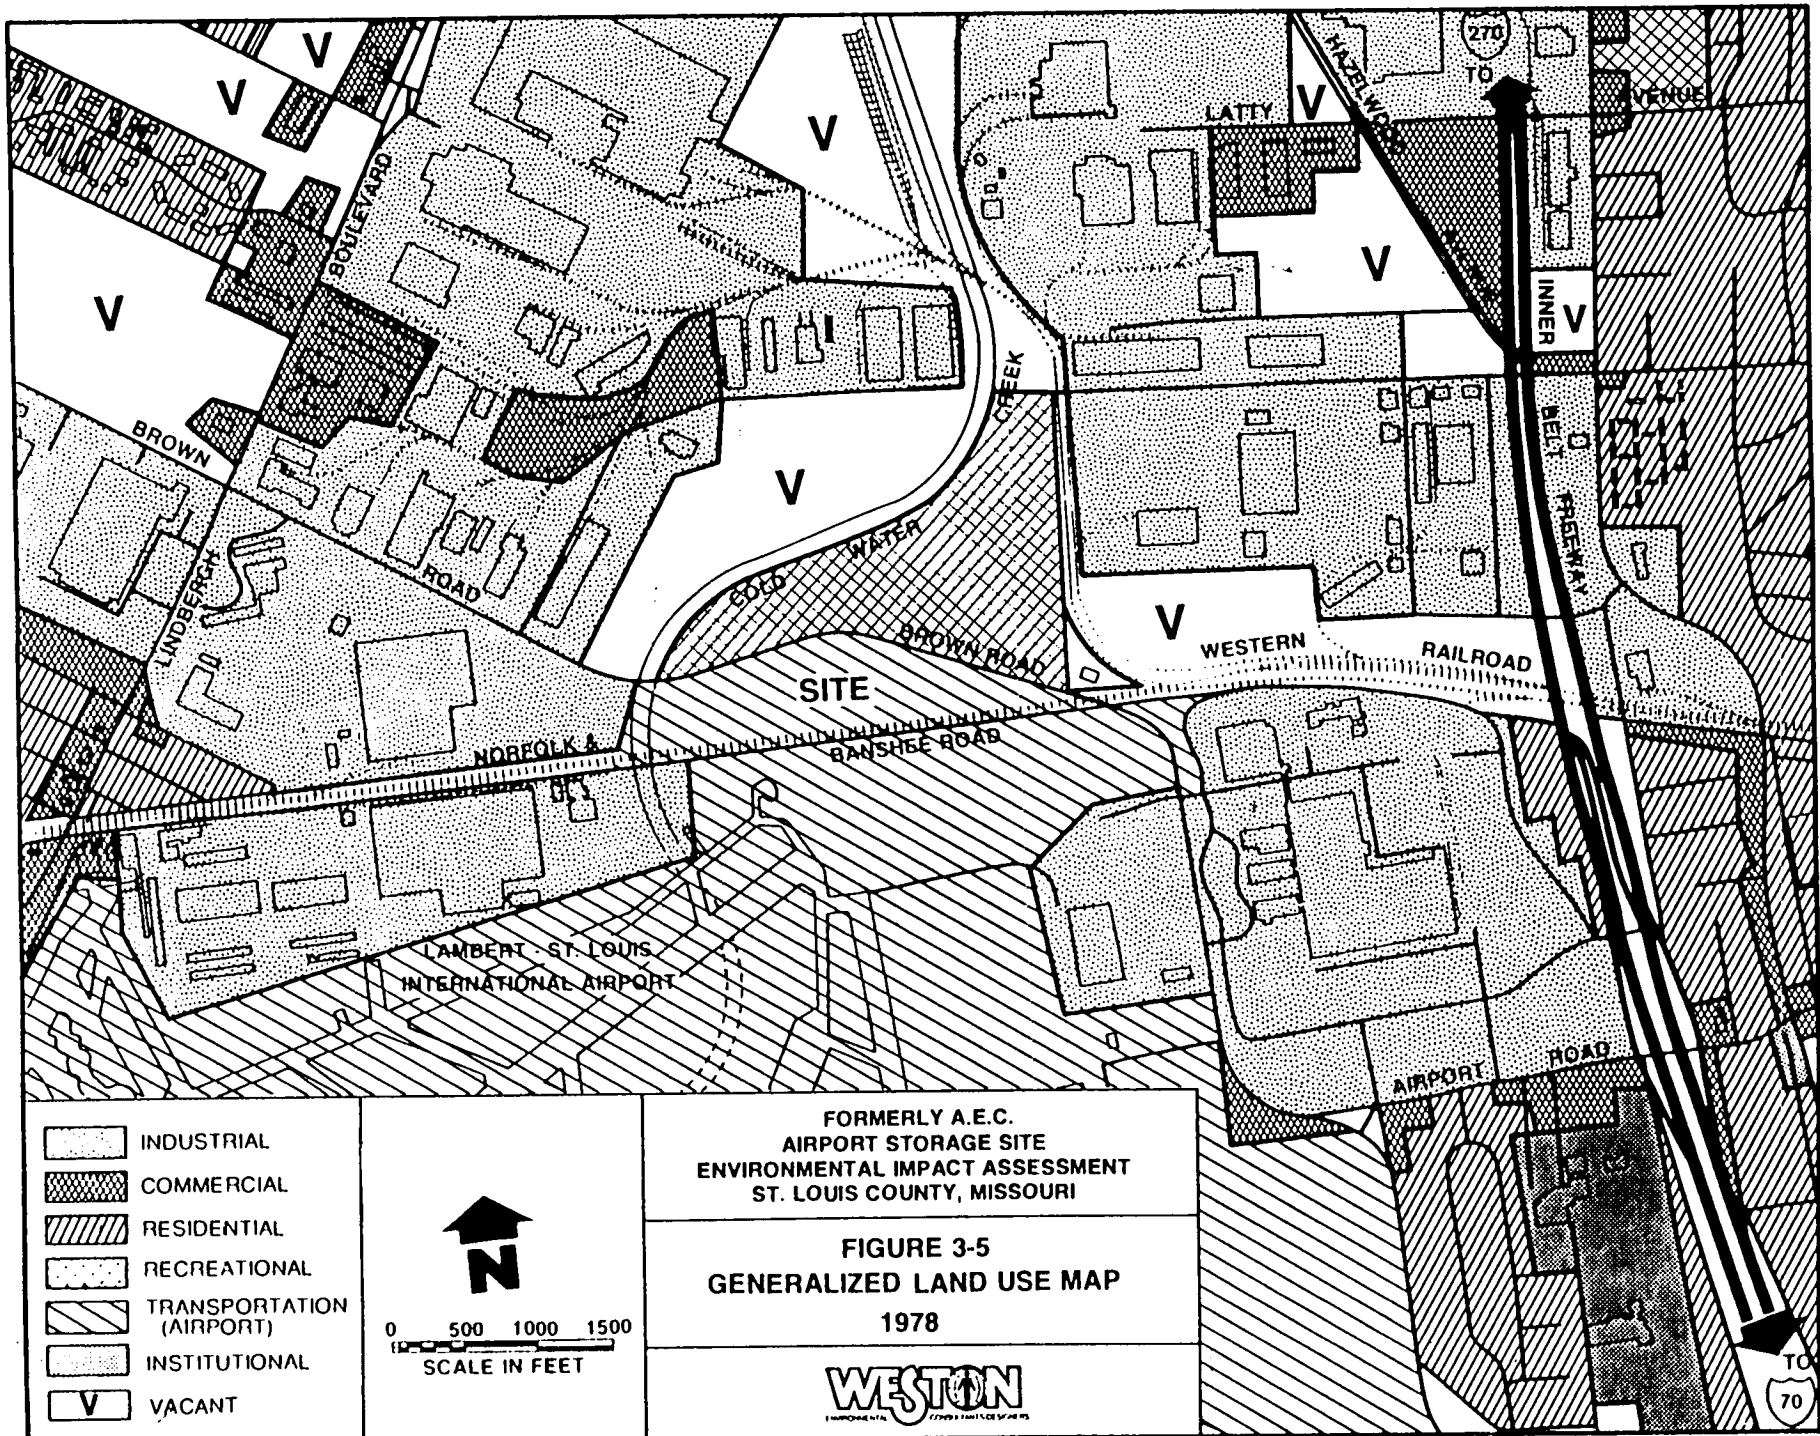 V
V
V
V
V
V
V
V
V
270
TO
HAZELWOOD
LATTY
AVENUE
BOULEVARD
INNER
BELT
FREEWAY
CREEK
WATER
COLD
BROWN
ROAD
LINDBERGH
BROWN ROAD
WESTERN
RAILROAD
SITE
NORFOLK &
BANSHEE ROAD
LAMBERT - ST. LOUIS
INTERNATIONAL AIRPORT
AIRPORT
ROAD
TO
70
INDUSTRIAL
COMMERCIAL
RESIDENTIAL
RECREATIONAL
TRANSPORTATION
(AIRPORT)
INSTITUTIONAL
V VACANT
N
0 500 1000 1500
SCALE IN FEET
FORMERLY A.E.C.
AIRPORT STORAGE SITE
ENVIRONMENTAL IMPACT ASSESSMENT
ST. LOUIS COUNTY, MISSOURI
FIGURE 3-5
GENERALIZED LAND USE MAP
1978
WESTON